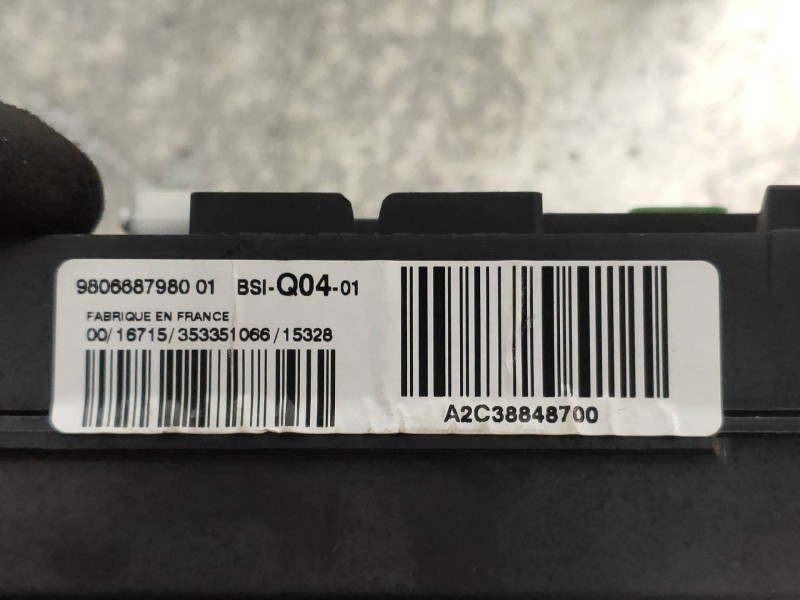 9806687980 01 BSI-Q04-01
FABRIQUE EN FRANCE
00/16715/353351066/15328
A2C38848700